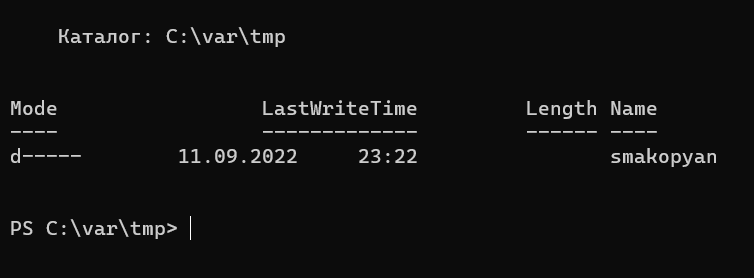 Каталог: C:\var\tmp
Mode LastWriteTime Length Name
---- ------------- ------ ----
d----- 11.09.2022 23:22 smakopyan
PS C:\var\tmp>